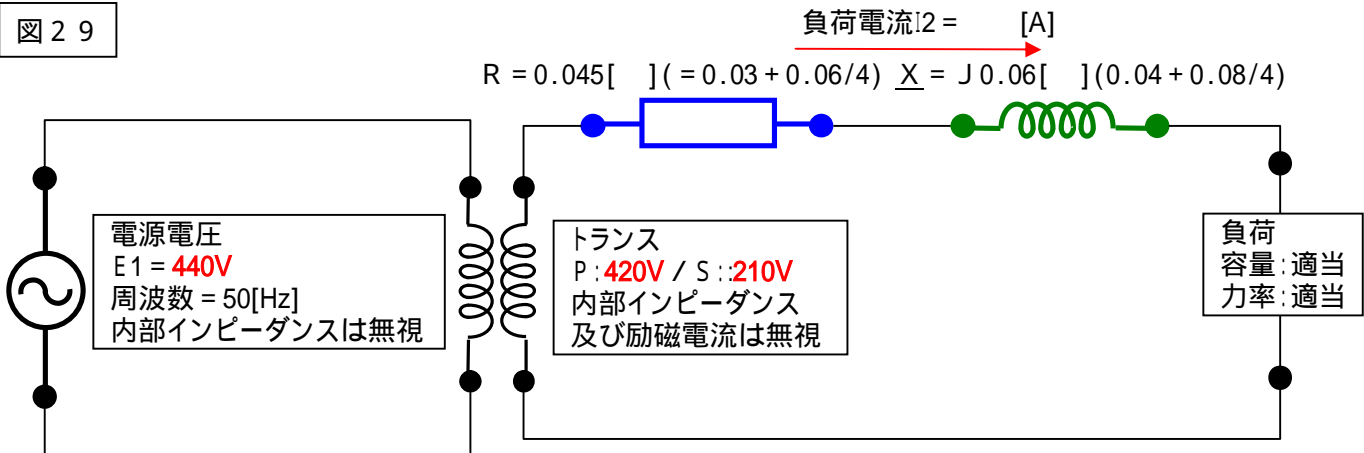 図29
負荷電流I2 = [A]
R = 0.045[ ] ( = 0.03 + 0.06/4) X = J 0.06[ ] (0.04 + 0.08/4)
電源電圧
E1 = 440V
周波数 = 50[Hz]
内部インピーダンスは無視
トランス
P : 420V / S : : 210V
内部インピーダンス
及び励磁電流は無視
負荷
容量 : 適当
力率 : 適当